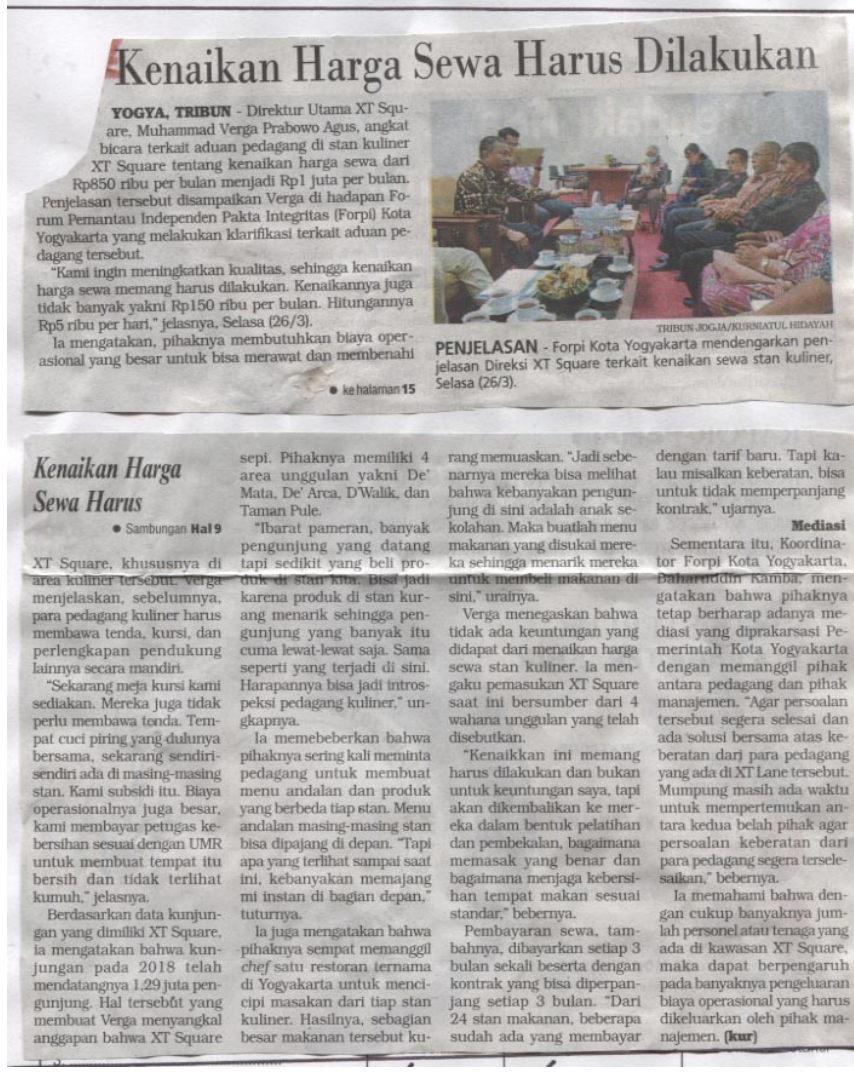 Kenaikan Harga Sewa Harus Dilakukan
YOGYA, TRIBUN - Direktur Utama XT Squ-
are, Muhammad Verga Prabowo Agus, angkat
bicara terkait aduan pedagang di stan kuliner
XT Square tentang kenaikan harga sewa dari
Rp850 ribu per bulan menjadi Rp1 juta per bulan.
Penjelasan tersebut disampaikan Verga di hadapan Fo-
rum Pemantau Independen Pakta Integritas (Forpi) Kota
Yogyakarta yang melakukan klarifikasi terkait aduan pe-
dagang tersebut.
"Kami ingin meningkatkan kualitas, sehingga kenaikan
harga sewa memang harus dilakukan. Kenaikannya juga
tidak banyak yakni Rp150 ribu per bulan. Hitungannya
Rp5 ribu per hari," jelasnya, Selasa (26/3).
Ia mengatakan, pihaknya membutuhkan biaya oper-
asional yang besar untuk bisa merawat dan membenahi
● ke halaman 15
TRIBUN JOGJA/KURNIATUL HIDAYAH
PENJELASAN - Forpi Kota Yogyakarta mendengarkan pen-
jelasan Direksi XT Square terkait kenaikan sewa stan kuliner,
Selasa (26/3).
Kenaikan Harga
Sewa Harus
● Sambungan Hal 9
XT Square, khususnya di
area kuliner tersebut. Verga
menjelaskan, sebelumnya,
para pedagang kuliner harus
membawa tenda, kursi, dan
perlengkapan pendukung
lainnya secara mandiri.
"Sekarang meja kursi kami
sediakan. Mereka juga tidak
perlu membawa tenda. Tem-
pat cuci piring yang dulunya
bersama, sekarang sendiri-
sendiri ada di masing-masing
stan. Kami subsidi itu. Biaya
operasionalnya juga besar,
kami membayar petugas ke-
bersihan sesuai dengan UMR
untuk membuat tempat itu
bersih dan tidak terlihat
kumuh," jelasnya.
Berdasarkan data kunjun-
gan yang dimiliki XT Square,
ia mengatakan bahwa kun-
jungan pada 2018 telah
mendatangnya 1,29 juta pen-
gunjung. Hal tersebut yang
membuat Verga menyangkal
anggapan bahwa XT Square
sepi. Pihaknya memiliki 4
area unggulan yakni De'
Mata, De' Arca, D'Walik, dan
Taman Pule.
"Ibarat pameran, banyak
pengunjung yang datang
tapi sedikit yang beli pro-
duk di stan kita. Bisa jadi
karena produk di stan kur-
ang menarik sehingga pen-
gunjung yang banyak itu
cuma lewat-lewat saja. Sama
seperti yang terjadi di sini.
Harapannya bisa jadi intros-
peksi pedagang kuliner," un-
gkapnya.
Ia memebeberkan bahwa
pihaknya sering kali meminta
pedagang untuk membuat
menu andalan dan produk
yang berbeda tiap stan. Menu
andalan masing-masing stan
bisa dipajang di depan. "Tapi
apa yang terlihat sampai saat
ini, kebanyakan memajang
mi instan di bagian depan,"
tuturnya.
Ia juga mengatakan bahwa
pihaknya sempat memanggil
chef satu restoran ternama
di Yogyakarta untuk menci-
cipi masakan dari tiap stan
kuliner. Hasilnya, sebagian
besar makanan tersebut ku-
rang memuaskan. "Jadi sebe-
narnya mereka bisa melihat
bahwa kebanyakan pengun-
jung di sini adalah anak se-
kolahan. Maka buatlah menu
makanan yang disukai mere-
ka sehingga menarik mereka
untuk membeli makanan di
sini," urainya.
Verga menegaskan bahwa
tidak ada keuntungan yang
didapat dari menaikan harga
sewa stan kuliner. Ia men-
gaku pemasukan XT Square
saat ini bersumber dari 4
wahana unggulan yang telah
disebutkan.
"Kenaikkan ini memang
harus dilakukan dan bukan
untuk keuntungan saya, tapi
akan dikembalikan ke mer-
eka dalam bentuk pelatihan
dan pembekalan, bagaimana
memasak yang benar dan
bagaimana menjaga kebersi-
han tempat makan sesuai
standar," bebernya.
Pembayaran sewa, tam-
bahnya, dibayarkan setiap 3
bulan sekali beserta dengan
kontrak yang bisa diperpan-
jang setiap 3 bulan. "Dari
24 stan makanan, beberapa
sudah ada yang membayar
dengan tarif baru. Tapi ka-
lau misalkan keberatan, bisa
untuk tidak memperpanjang
kontrak," ujarnya.
Mediasi
Sementara itu, Koordina-
tor Forpi Kota Yogyakarta,
Baharuddin Kamba, men-
gatakan bahwa pihaknya
tetap berharap adanya me-
diasi yang diprakarsasi Pe-
merintah Kota Yogyakarta
dengan memanggil pihak
antara pedagang dan pihak
manajemen. "Agar persoalan
tersebut segera selesai dan
ada solusi bersama atas ke-
beratan dari para pedagang
yang ada di XT Lane tersebut.
Mumpung masih ada waktu
untuk mempertemukan an-
tara kedua belah pihak agar
persoalan keberatan dari
para pedagang segera tersele-
saikan," bebernya.
Ia memahami bahwa den-
gan cukup banyaknya jum-
lah personel atau tenaga yang
ada di kawasan XT Square,
maka dapat berpengaruh
pada banyaknya pengeluaran
biaya operasional yang harus
dikeluarkan oleh pihak ma-
najemen. (kur)